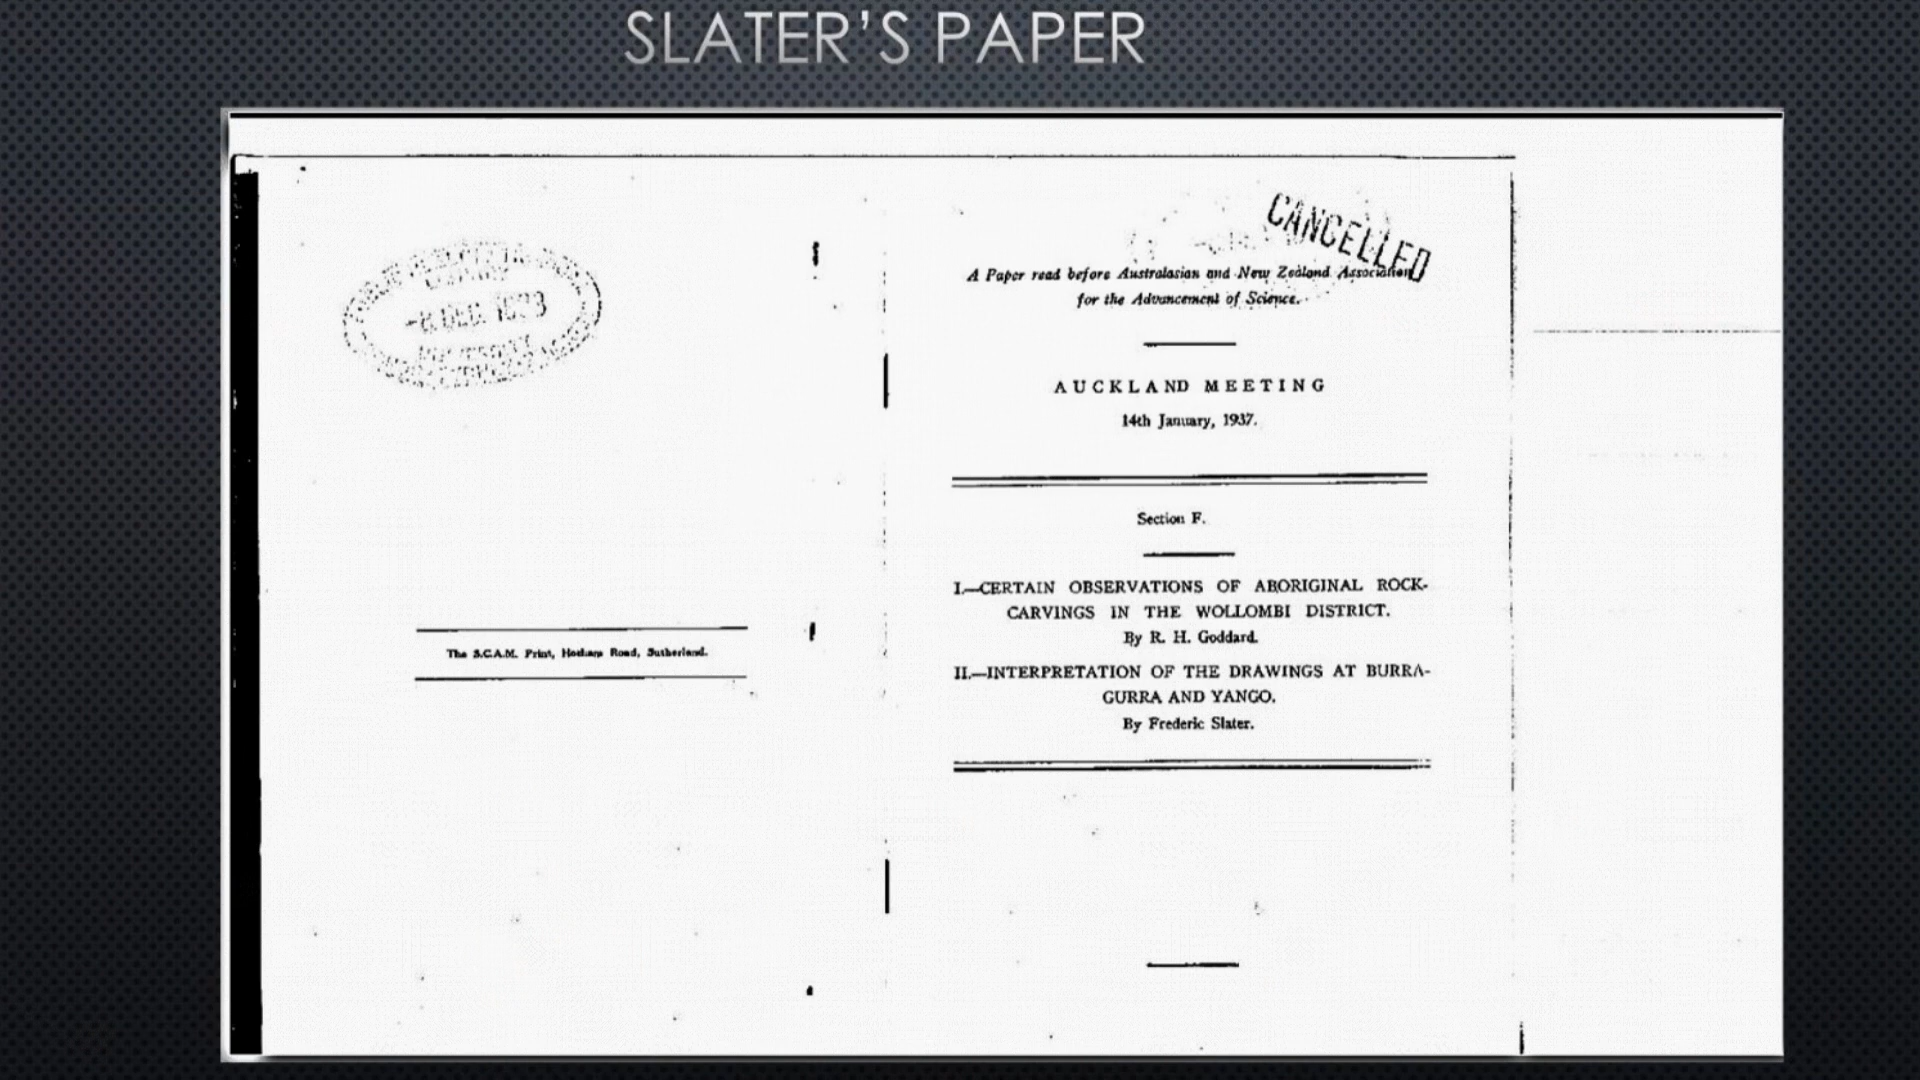 SLATER'S PAPER
CANCELLED
A Paper read before Australasian and New Zealand Association
for the Advancement of Science.
AUCKLAND MEETING
14th January, 1937.
Section F.
I.—CERTAIN OBSERVATIONS OF ABORIGINAL ROCK-
CARVINGS IN THE WOLLOMBI DISTRICT.
By R. H. Goddard.
II.—INTERPRETATION OF THE DRAWINGS AT BURRA-
GURRA AND YANGO.
By Frederic Slater.
DEC
The S.C.A.M. Print, Road, Sutherland.